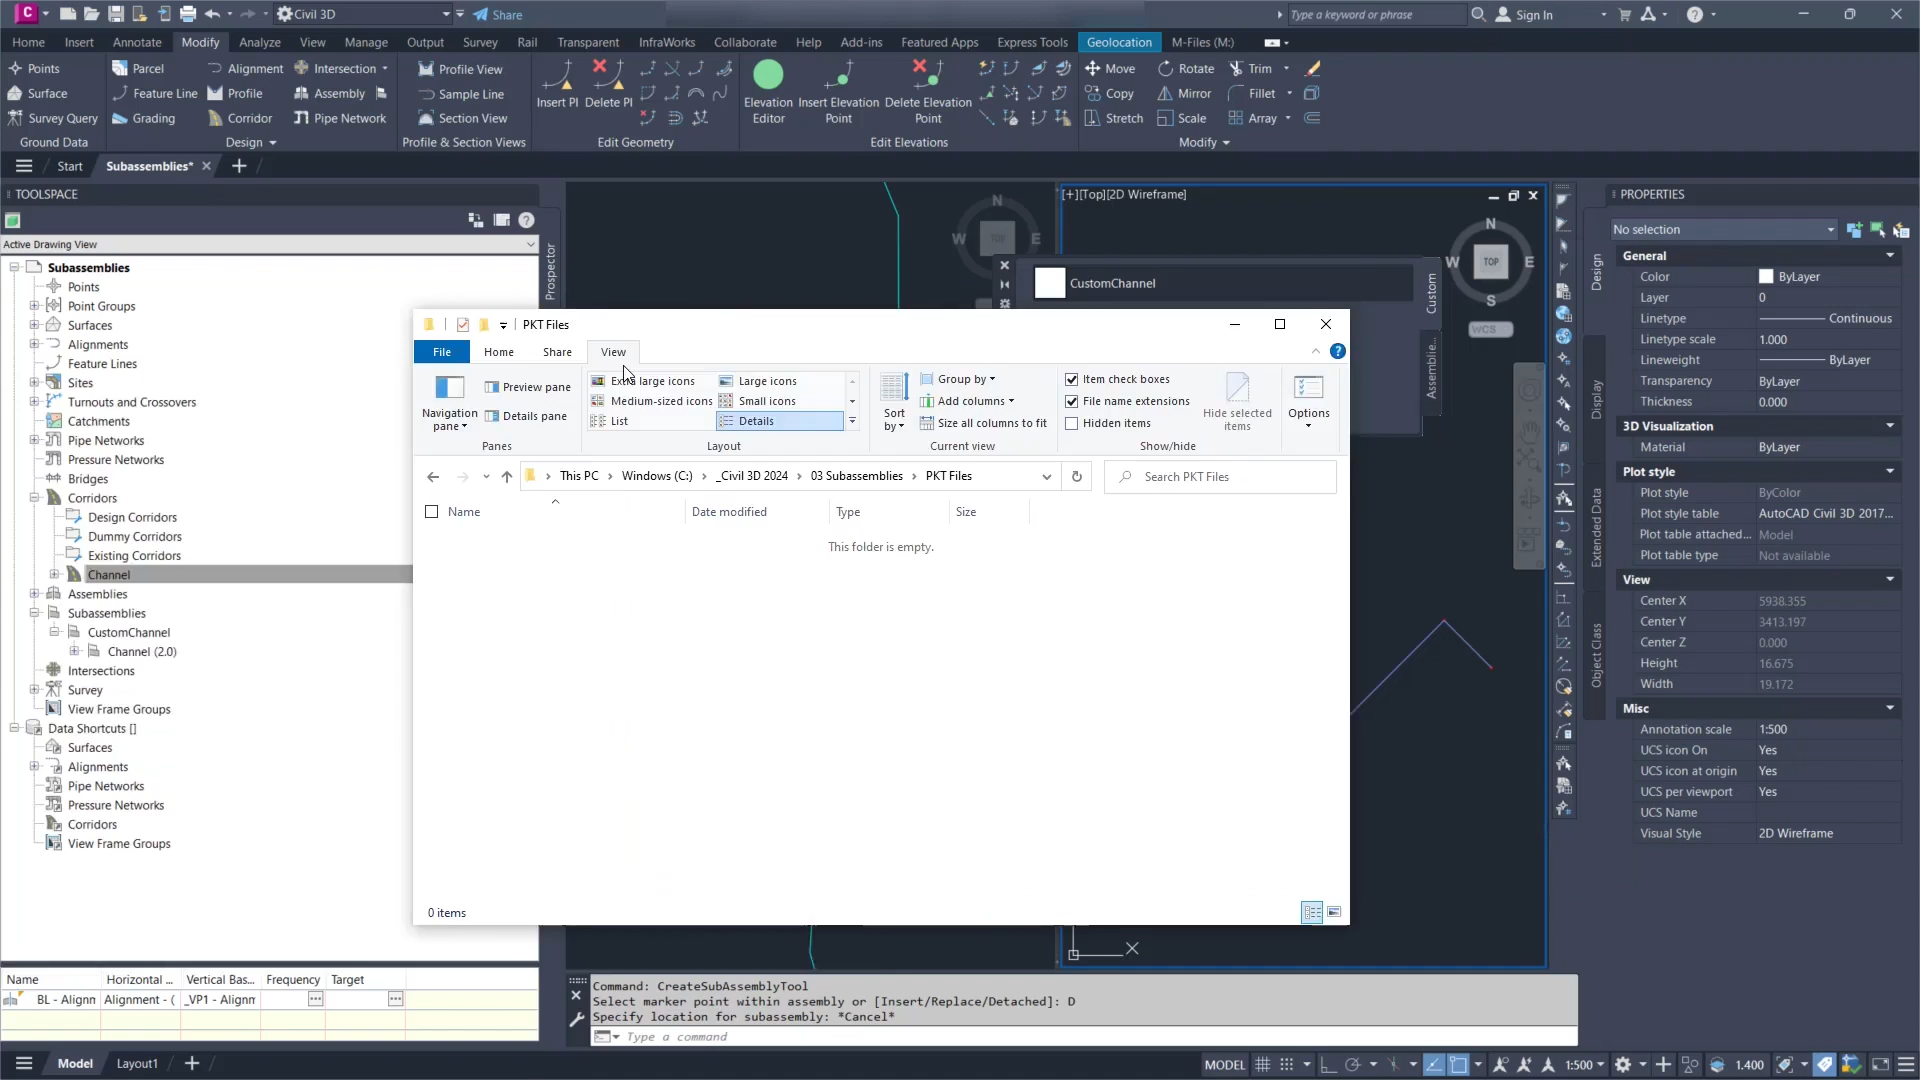 C
Civil 3D
Share
Type a keyword or phrase
Sign In
Home Insert Annotate Modify Analyze View Manage Output Survey Rail Transparent InfraWorks Collaborate Help Add-ins Featured Apps Express Tools Geolocation M-Files (M:)
Points Parcel Alignment Intersection
Surface Feature Line Profile Assembly
Survey Query Grading Corridor Pipe Network
Ground Data Design
Profile View
Sample Line
Section View
Profile & Section Views
Insert PI Delete PI
Edit Geometry
Elevation Editor Insert Elevation Point Delete Elevation Point
Edit Elevations
Move Rotate Trim
Copy Mirror Fillet
Stretch Scale Array
Modify
Start Subassemblies*
TOOLSPACE
Active Drawing View
Subassemblies
Points
Point Groups
Surfaces
Alignments
Feature Lines
Sites
Turnouts and Crossovers
Catchments
Pipe Networks
Pressure Networks
Bridges
Corridors
Design Corridors
Dummy Corridors
Existing Corridors
Channel
Assemblies
Subassemblies
CustomChannel
Channel (2.0)
Intersections
Survey
View Frame Groups
Data Shortcuts []
Surfaces
Alignments
Pipe Networks
Pressure Networks
Corridors
View Frame Groups
Prospector
Name Horizontal ... Vertical Bas... Frequency Target
BL - Alignn Alignment - ( _VP1 - Alignn
N
W TOP E
[+][Top][2D Wireframe]
N
W TOP E
S
WCS
CustomChannel
Custom
Assemblie...
PKT Files
File Home Share View
Navigation pane
Preview pane
Details pane
Panes
Extra large icons Large icons
Medium-sized icons Small icons
List Details
Layout
Sort by
Group by
Add columns
Size all columns to fit
Current view
Item check boxes
File name extensions
Hidden items
Hide selected items
Show/hide
Options
This PC Windows (C:) _Civil 3D 2024 03 Subassemblies PKT Files
Search PKT Files
Name Date modified Type Size
This folder is empty.
0 items
Command: CreateSubAssemblyTool
Select marker point within assembly or [Insert/Replace/Detached]: D
Specify location for subassembly: *Cancel*
Type a command
PROPERTIES
No selection
Design
Display
Extended Data
Object Class
General
Color ByLayer
Layer 0
Linetype Continuous
Linetype scale 1.000
Lineweight ByLayer
Transparency ByLayer
Thickness 0.000
3D Visualization
Material ByLayer
Plot style
Plot style ByColor
Plot style table AutoCAD Civil 3D 2017...
Plot table attached... Model
Plot table type Not available
View
Center X 5938.355
Center Y 3413.197
Center Z 0.000
Height 16.675
Width 19.172
Misc
Annotation scale 1:500
UCS icon On Yes
UCS icon at origin Yes
UCS per viewport Yes
UCS Name
Visual Style 2D Wireframe
Model Layout1
MODEL 1:500 1.400